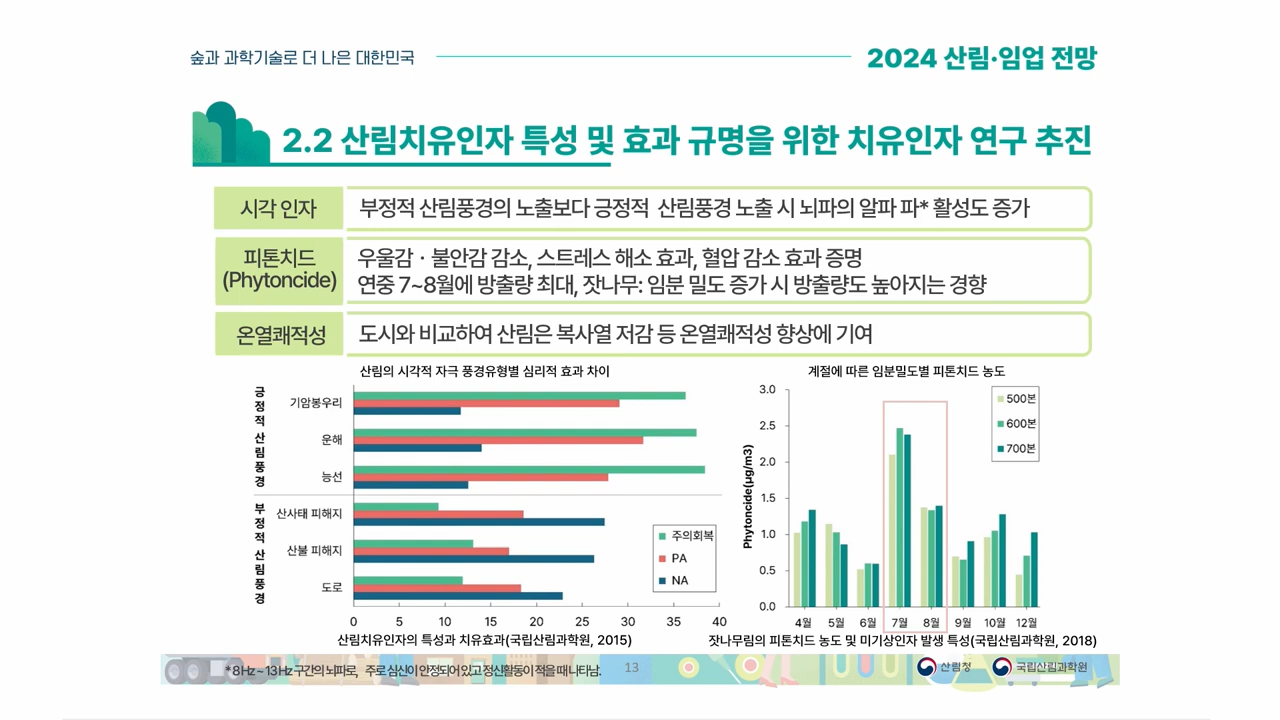 숲과 과학기술로 더 나은 대한민국
2024 산림·임업 전망
2.2 산림치유인자 특성 및 효과 규명을 위한 치유인자 연구 추진
시각 인자
부정적 산림풍경의 노출보다 긍정적 산림풍경 노출 시 뇌파의 알파 파* 활성도 증가
피톤치드
(Phytoncide)
우울감 · 불안감 감소, 스트레스 해소 효과, 혈압 감소 효과 증명
연중 7~8월에 방출량 최대, 잣나무: 임분 밀도 증가 시 방출량도 높아지는 경향
온열쾌적성
도시와 비교하여 산림은 복사열 저감 등 온열쾌적성 향상에 기여
산림의 시각적 자극 풍경유형별 심리적 효과 차이
긍정적 산림풍경
기암봉우리
운해
능선
부정적 산림풍경
산사태 피해지
산불 피해지
도로
주의회복
PA
NA
0 5 10 15 20 25 30 35 40
산림치유인자의 특성과 치유효과(국립산림과학원, 2015)
계절에 따른 임분밀도별 피톤치드 농도
Phytoncide(μg/m3)
3.0
2.5
2.0
1.5
1.0
0.5
0.0
500본
600본
700본
4월 5월 6월 7월 8월 9월 10월 12월
잣나무림의 피톤치드 농도 및 미기상인자 발생 특성(국립산림과학원, 2018)
* 8 Hz ~ 13 Hz 구간의 뇌파로, 주로 심신이 안정되어 있고 정신활동이 적을 때 나타남.
13
산림청
국립산림과학원